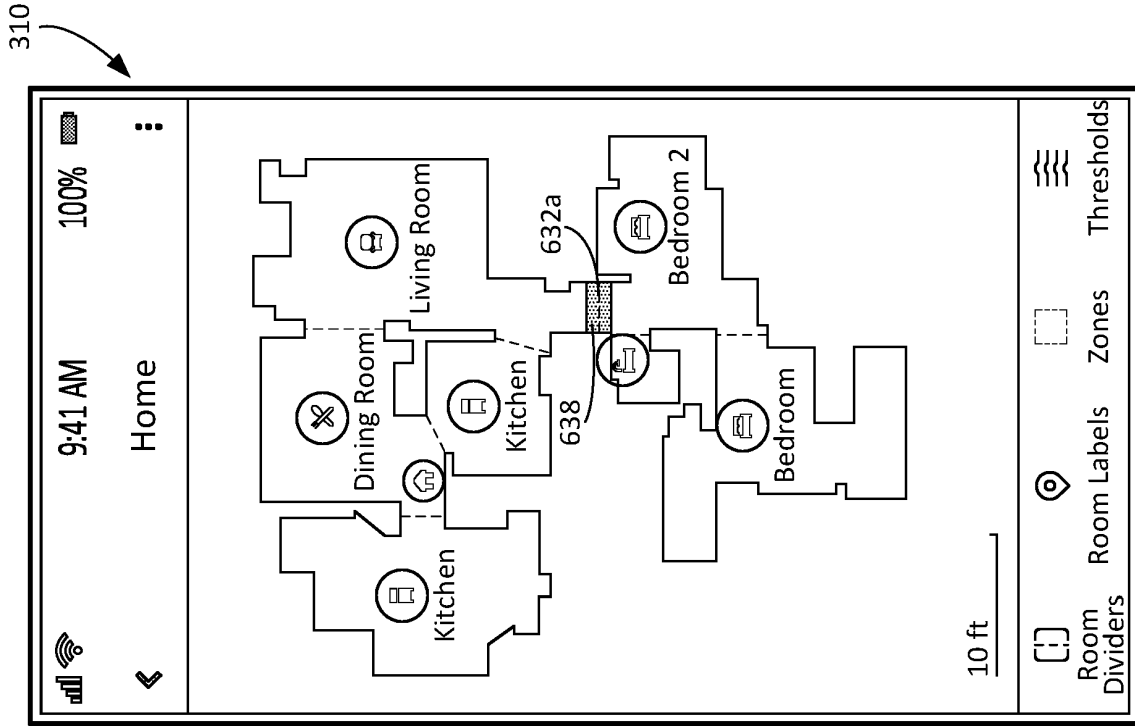 310
9:41 AM 100%
Home
Dining Room
Living Room
Kitchen
Kitchen
638
632a
Bedroom 2
Bedroom
10 ft
Room
Dividers
Room Labels
Zones
Thresholds